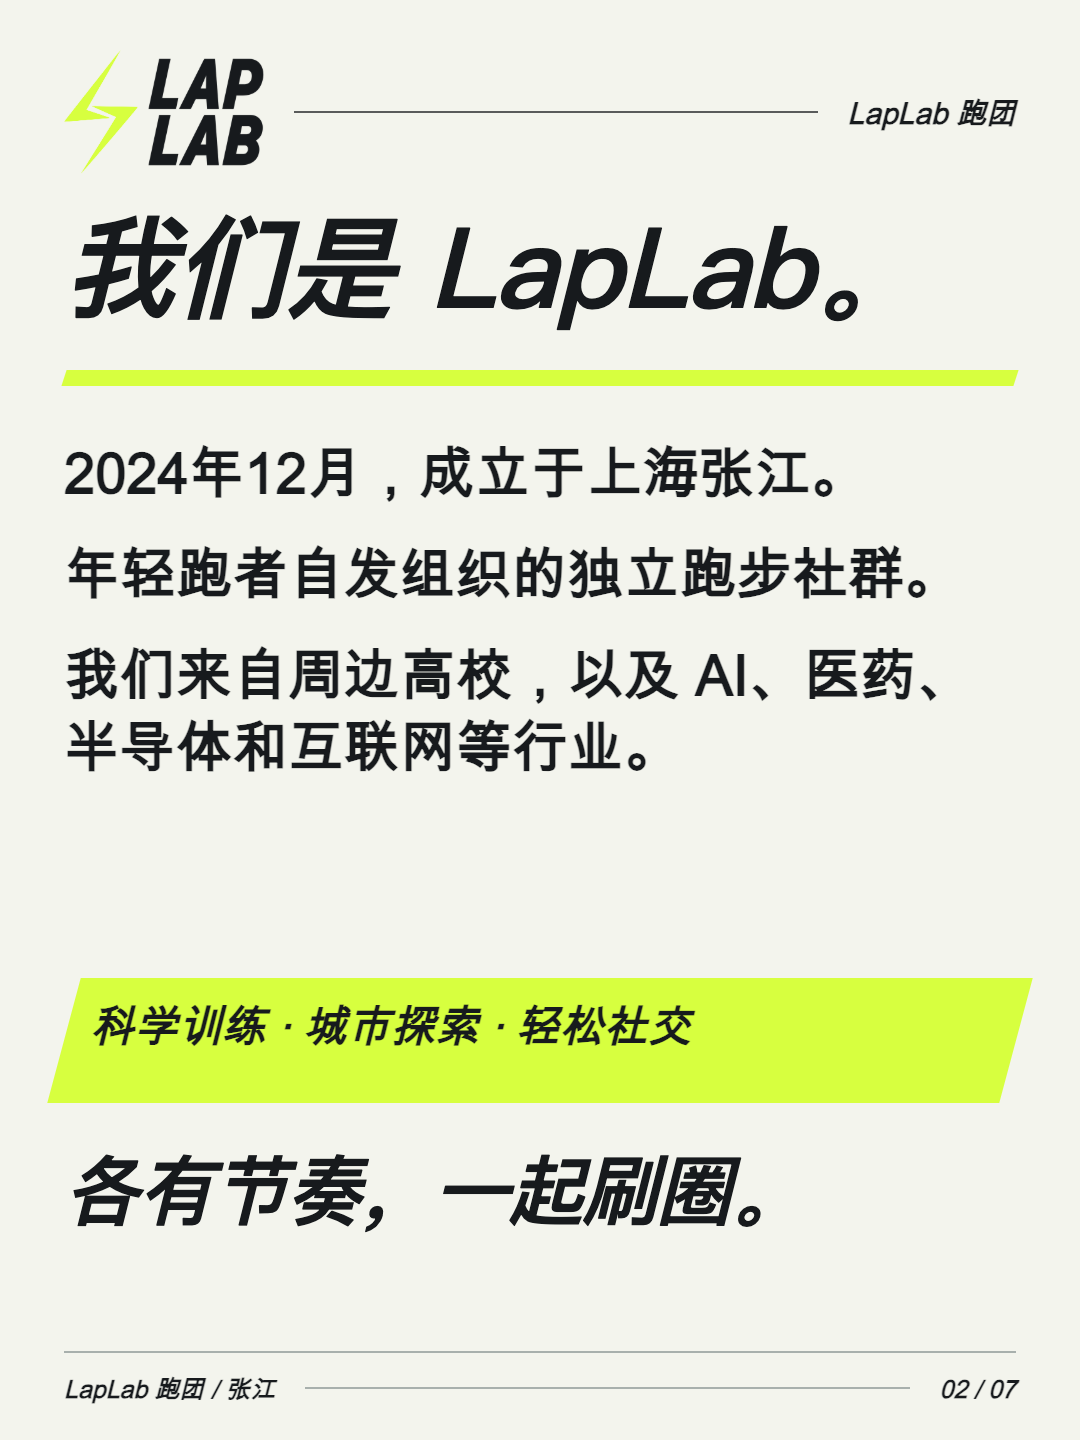 LAP
LAB
LapLab 跑团
我们是 LapLab。
2024年12月，成立于上海张江。
年轻跑者自发组织的独立跑步社群。
我们来自周边高校，以及 AI、医药、
半导体和互联网等行业。
科学训练 · 城市探索 · 轻松社交
各有节奏，一起刷圈。
LapLab 跑团 / 张江
02 / 07